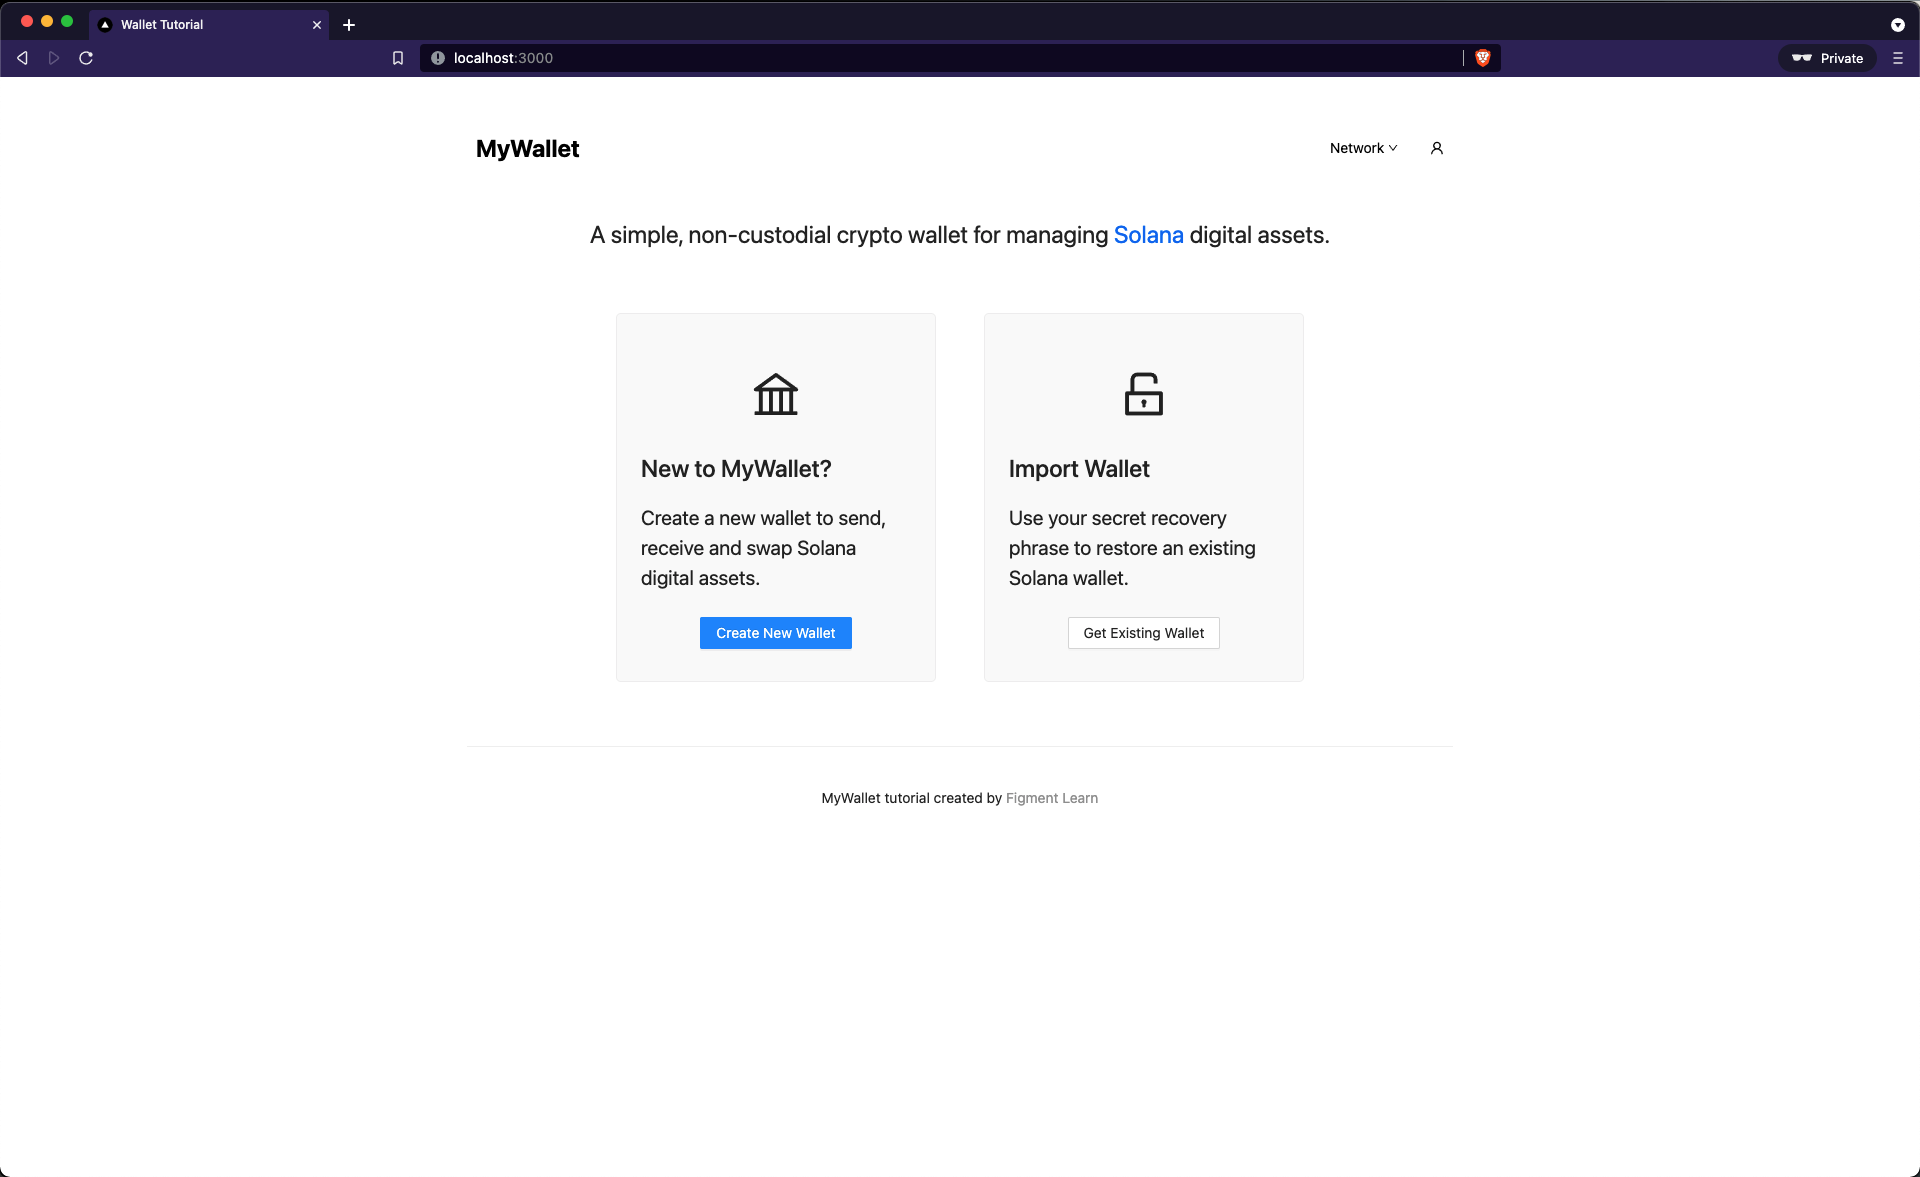 Wallet Tutorial
localhost:3000
Private
MyWallet
Network
A simple, non-custodial crypto wallet for managing Solana digital assets.
New to MyWallet?
Create a new wallet to send,
receive and swap Solana
digital assets.
Create New Wallet
Import Wallet
Use your secret recovery
phrase to restore an existing
Solana wallet.
Get Existing Wallet
MyWallet tutorial created by Figment Learn